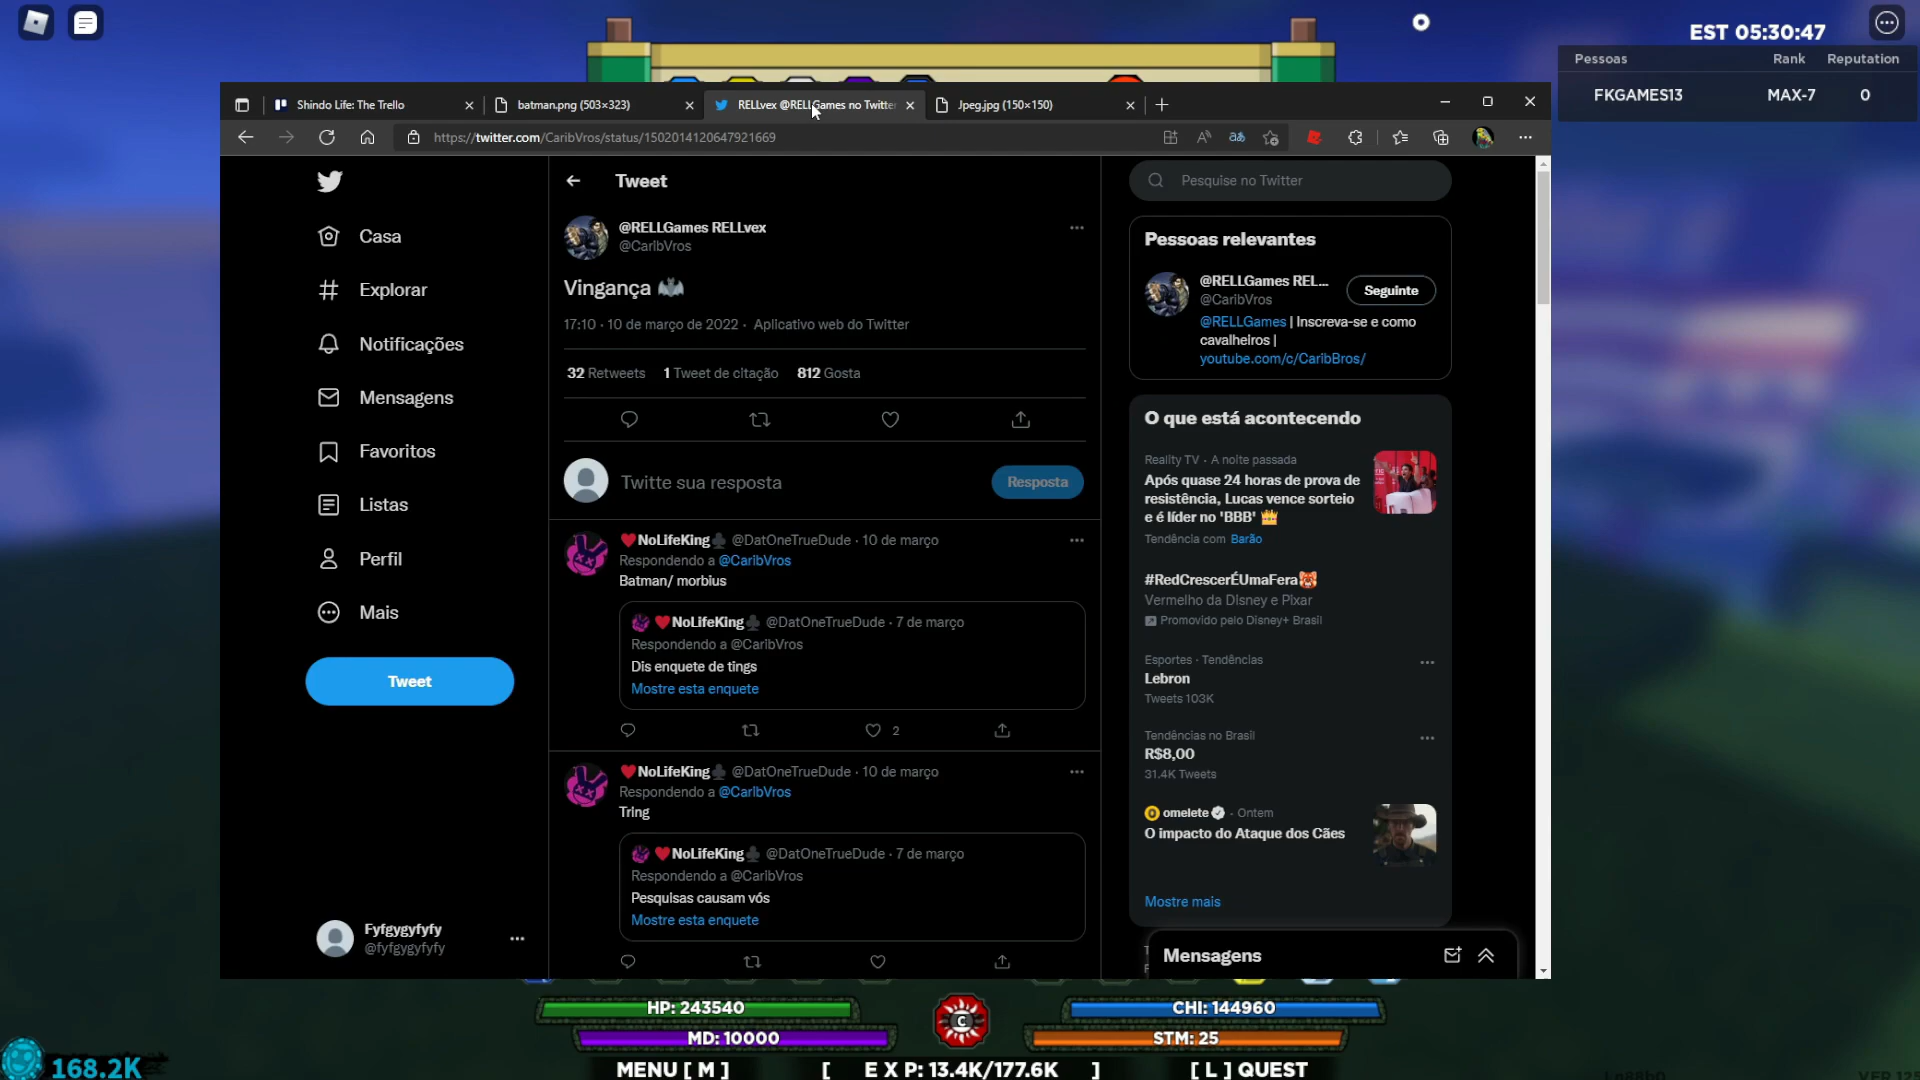 EST 05:30:47
Pessoas Rank Reputation
FKGAMES13 MAX-7 0
Shindo Life: The Trello
batman.png (503×323)
RELLvex @RELLGames no Twitter
Jpeg.jpg (150×150)
https://twitter.com/CaribVros/status/1502014120647921669
Casa
Explorar
Notificações
Mensagens
Favoritos
Listas
Perfil
Mais
Tweet
Fyfgygfyfy
@fyfgygfyfy
Tweet
@RELLGames RELLvex
@CaribVros
Vingança 🦇
17:10 · 10 de março de 2022 · Aplicativo web do Twitter
32 Retweets 1 Tweet de citação 812 Gosta
Twitte sua resposta
Resposta
❤NoLifeKing♣ @DatOneTrueDude · 10 de março
Respondendo a @CaribVros
Batman/ morbius
❤NoLifeKing♣ @DatOneTrueDude · 7 de março
Respondendo a @CaribVros
Dis enquete de tings
Mostre esta enquete
2
❤NoLifeKing♣ @DatOneTrueDude · 10 de março
Respondendo a @CaribVros
Tring
❤NoLifeKing♣ @DatOneTrueDude · 7 de março
Respondendo a @CaribVros
Pesquisas causam vós
Mostre esta enquete
Pesquise no Twitter
Pessoas relevantes
@RELLGames REL...
@CaribVros
Seguinte
@RELLGames | Inscreva-se e como
cavalheiros |
youtube.com/c/CaribBros/
O que está acontecendo
Reality TV · A noite passada
Após quase 24 horas de prova de
resistência, Lucas vence sorteio
e é líder no 'BBB' 👑
Tendência com Barão
#RedCrescerÉUmaFera
Vermelho da Disney e Pixar
Promovido pelo Disney+ Brasil
Esportes · Tendências
Lebron
Tweets 103K
Tendências no Brasil
R$8,00
31.4K Tweets
omelete · Ontem
O impacto do Ataque dos Cães
Mostre mais
Mensagens
HP: 243540
C
CHI: 144960
MD: 10000
STM: 25
168.2K
MENU [ M ]
[ E X P: 13.4K/177.6K ]
[ L ] QUEST